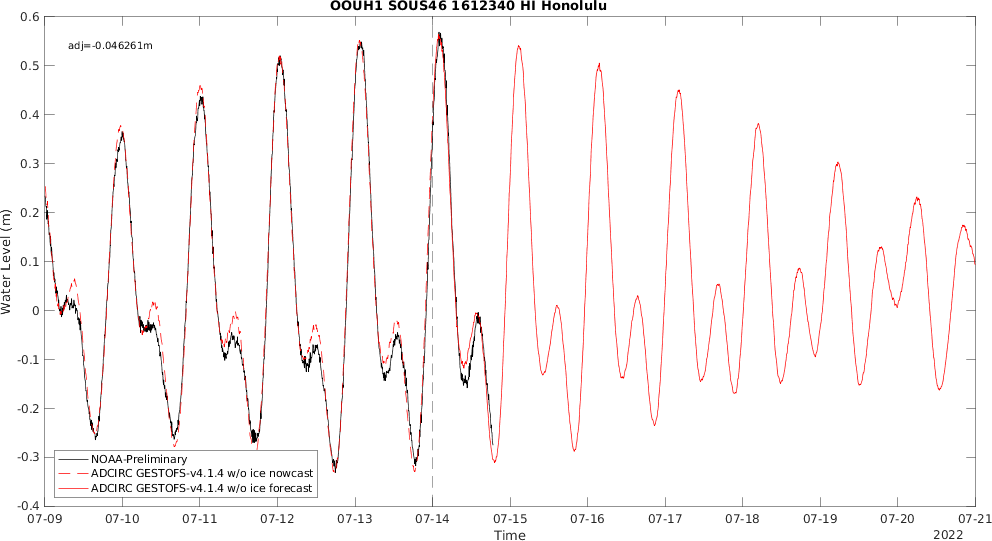 OOUH1 SOUS46 1612340 HI Honolulu
adj=-0.046261m
Water Level (m)
0.6
0.5
0.4
0.3
0.2
0.1
0
-0.1
-0.2
-0.3
-0.4
NOAA-Preliminary
ADCIRC GESTOFS-v4.1.4 w/o ice nowcast
ADCIRC GESTOFS-v4.1.4 w/o ice forecast
07-09 07-10 07-11 07-12 07-13 07-14 07-15 07-16 07-17 07-18 07-19 07-20 07-21
Time
2022